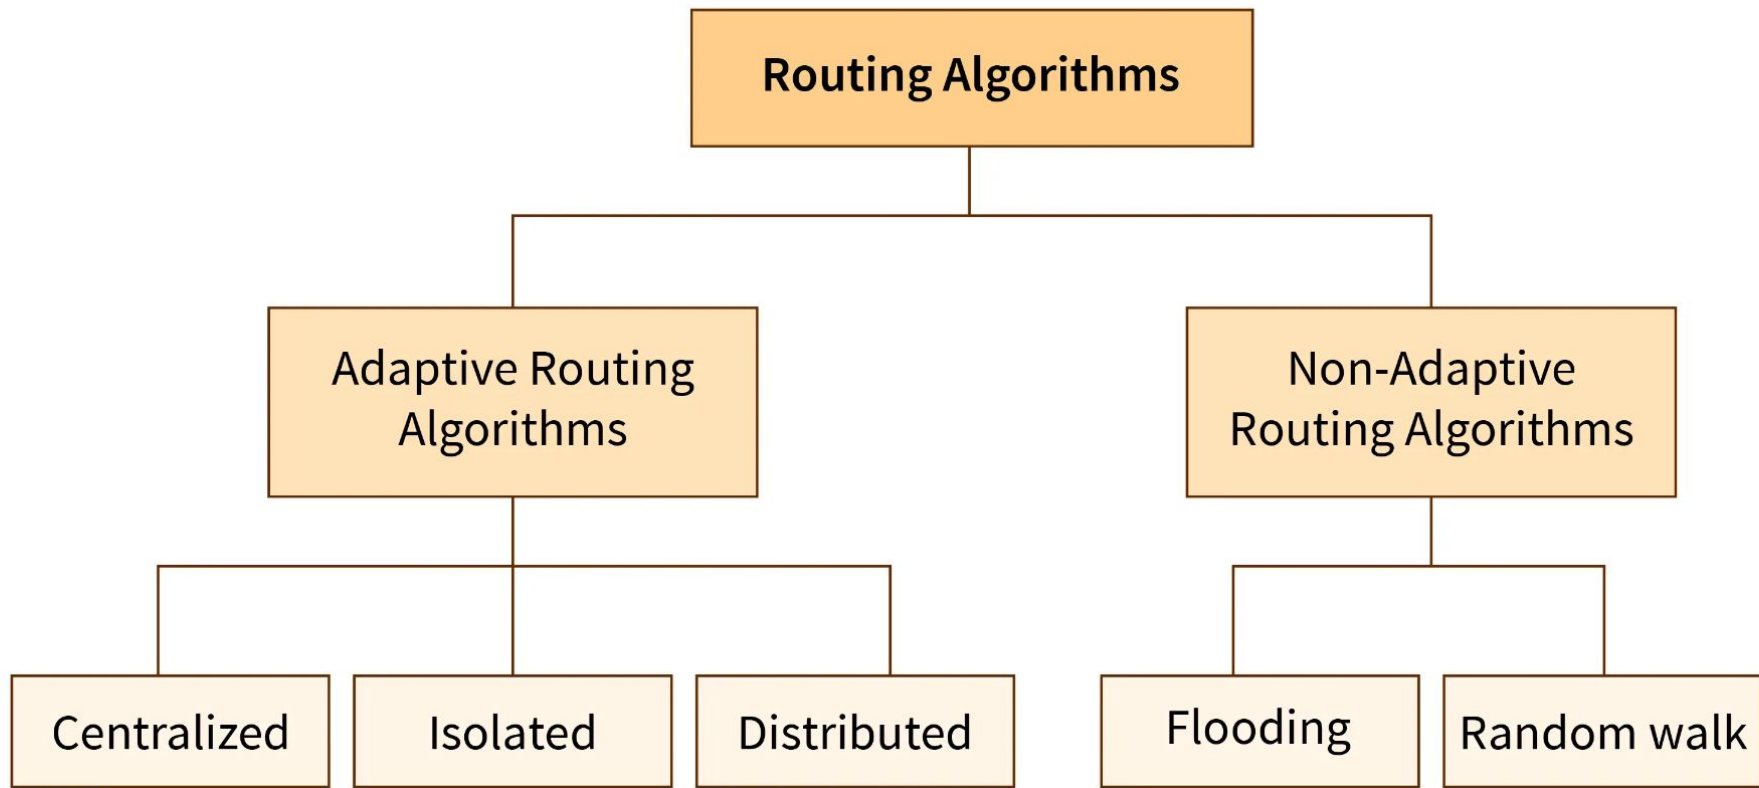 Routing Algorithms
Adaptive Routing
Algorithms
Non-Adaptive
Routing Algorithms
Centralized
Isolated
Distributed
Flooding
Random walk